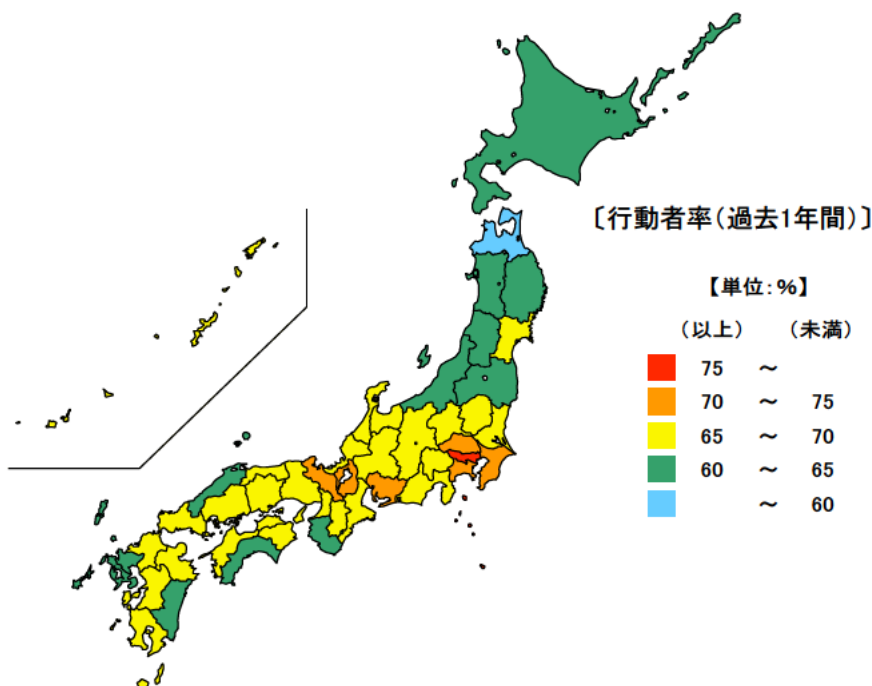 〔行動者率(過去1年間)〕
【単位:%】
(以上) (未満)
75 ~
70 ~ 75
65 ~ 70
60 ~ 65
~ 60